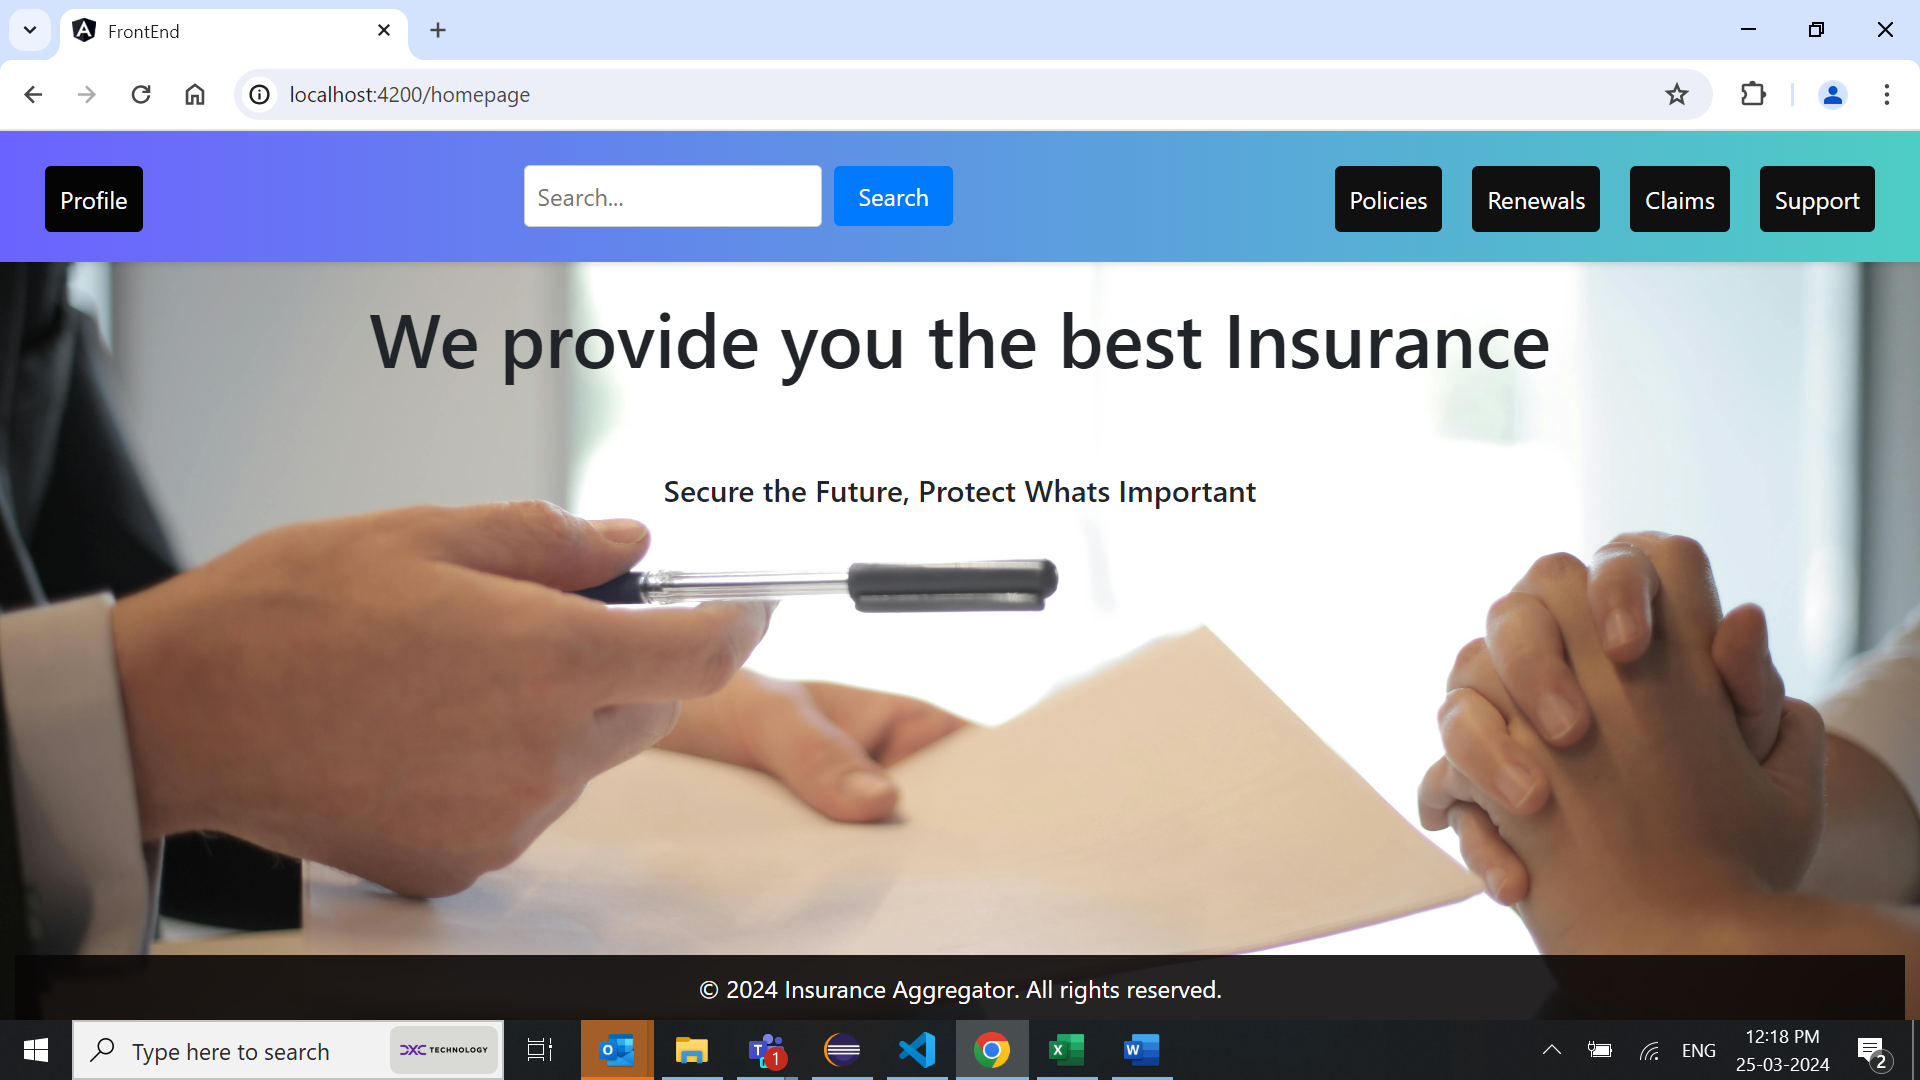 FrontEnd
localhost:4200/homepage
Profile
Search...
Search
Policies
Renewals
Claims
Support
We provide you the best Insurance
Secure the Future, Protect Whats Important
© 2024 Insurance Aggregator. All rights reserved.
Type here to search
DXC TECHNOLOGY
1
ENG
12:18 PM
25-03-2024
2